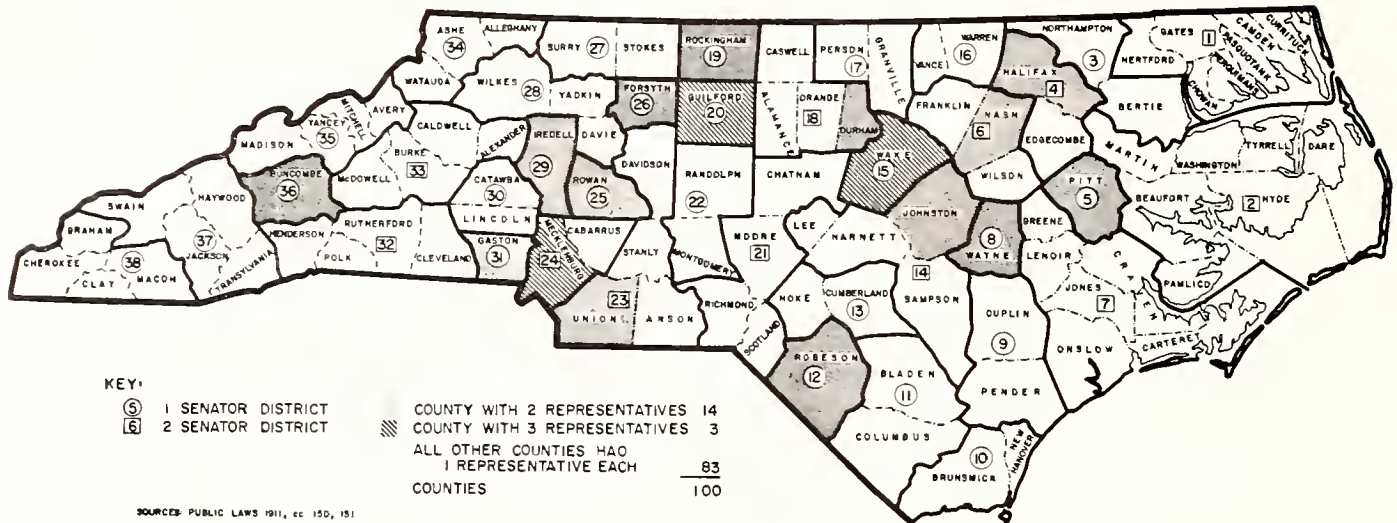 ASHE
34
ALLEGHANY
SURRY 27
STOKES
ROCKINGHAM
19
CASWELL
PERSON
17
GRANVILLE
VANCE
WARREN
16
NORTHAMPTON
3
GATES
1
CAMDEN
CURRITUCK
PASQUOTANK
PERQUIMANS
CHOWAN
HERTFORD
HALIFAX
4
BERTIE
WATAUDA
WILKES
28
YADKIN
FORSYTH
26
GUILFORD
20
ALAMANCE
ORANGE
18
DURHAM
FRANKLIN
NASH
6
EDGECOMBE
MARTIN
WASHINGTON
TYRRELL
DARE
MITCHELL
AVERY
YANCEY
35
MADISON
CALDWELL
ALEXANDER
IREDELL
29
DAVIE
DAVIDSON
WAKE
15
WILSON
PITT
5
BEAUFORT
2 HYDE
BUNCOMBE
36
McDOWELL
BURKE
33
CATAWBA
30
ROWAN
25
RANDOLPH
22
CHATHAM
JOHNSTON
8
WAYNE
GREENE
LENOIR
CRAVEN
PAMLICO
SWAIN
HAYWOOD
37
GRAHAM
CHEROKEE
38
CLAY
MACON
JACKSON
TRANSYLVANIA
HENDERSON
RUTHERFORD
32
POLK
CLEVELAND
LINCOLN
GASTON
31
MECKLENBURG
24
CABARRUS
STANLY
MONTGOMERY
MOORE
21
LEE
HARNETT
14
SAMPSON
JONES
7
23
UNION
ANSON
RICHMOND
SCOTLAND
HOKE
CUMBERLAND
13
DUPLIN
9
ONSLOW
CARTERET
ROBESON
12
BLADEN
11
PENDER
COLUMBUS
10
BRUNSWICK
NEW HANOVER
KEY:
5 1 SENATOR DISTRICT
6 2 SENATOR DISTRICT
COUNTY WITH 2 REPRESENTATIVES 14
COUNTY WITH 3 REPRESENTATIVES 3
ALL OTHER COUNTIES HAD
1 REPRESENTATIVE EACH 83
COUNTIES 100
SOURCES: PUBLIC LAWS 1911, cc 150, 151